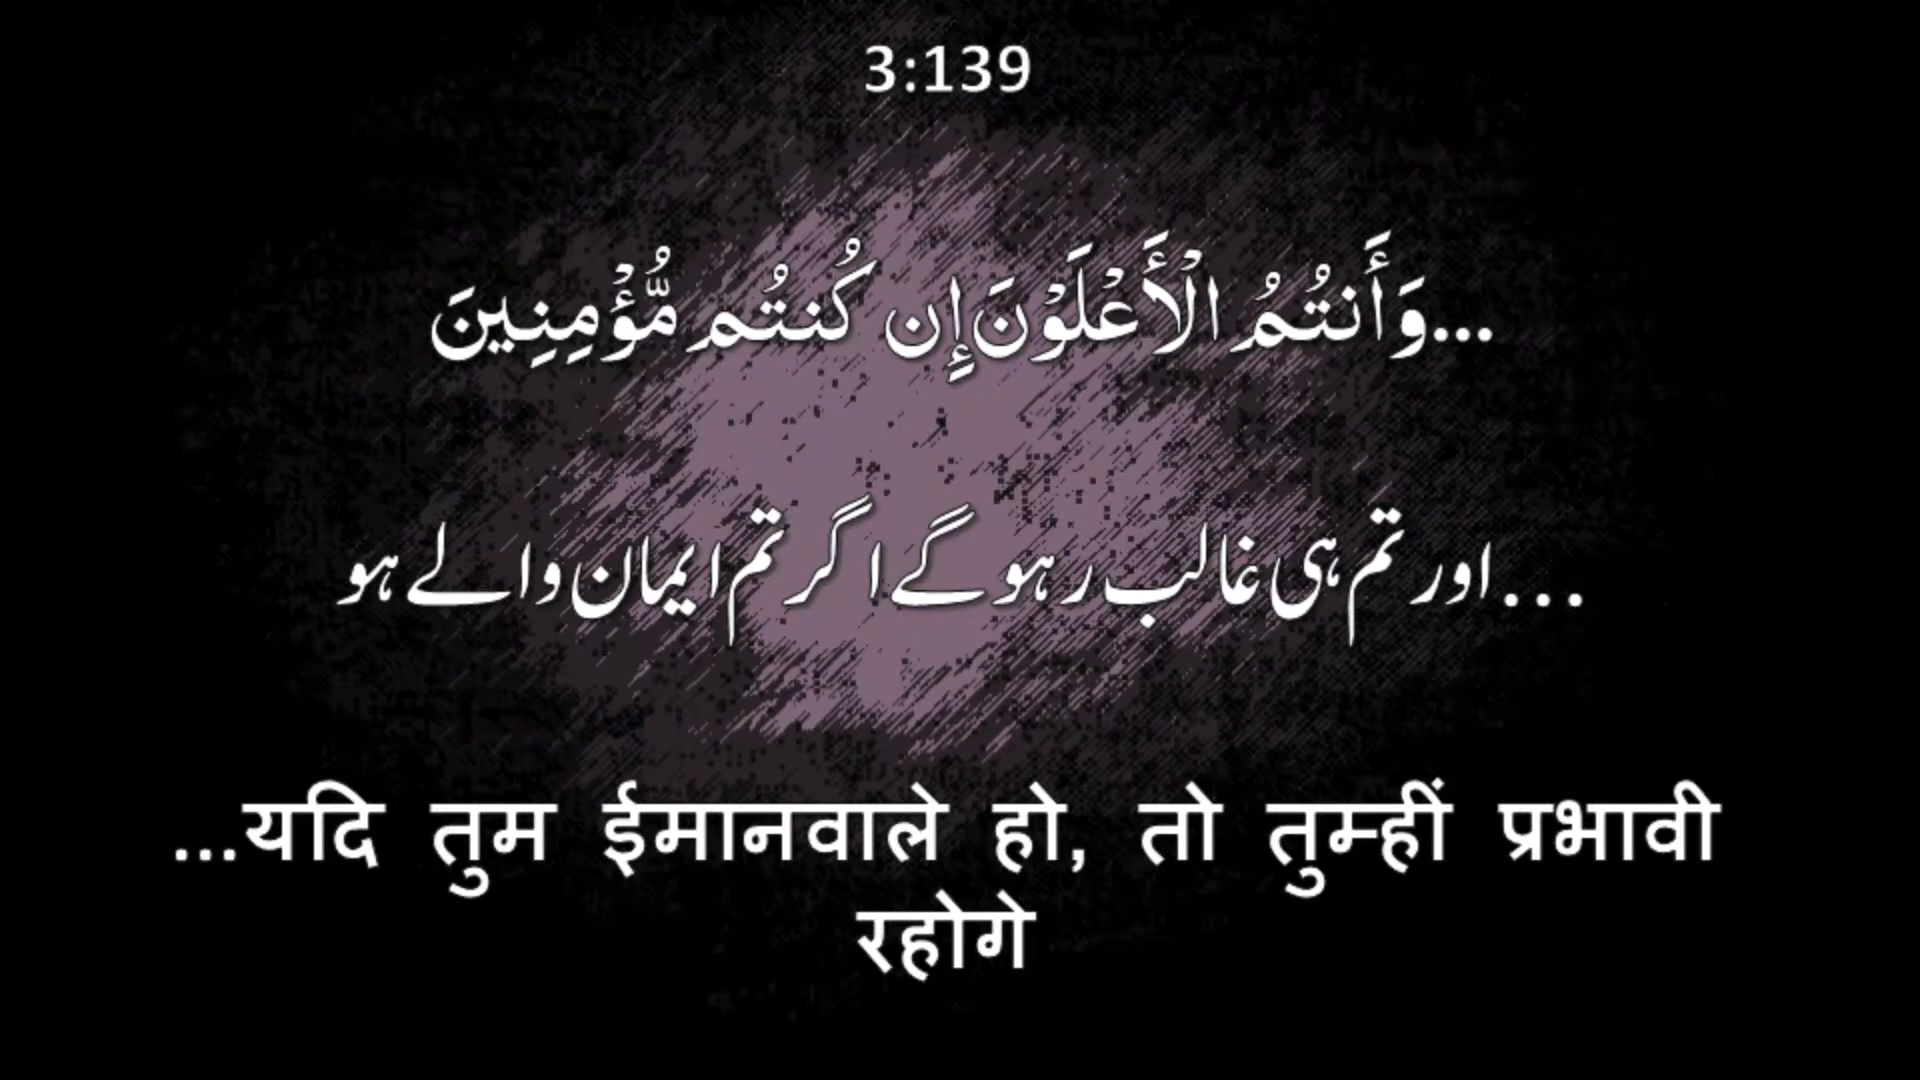 3:139
...وَأَنتُمُ الْأَعْلَوْنَ إِن كُنتُم مُّؤْمِنِينَ
...اور تم ہی غالب رہو گے اگر تم ایمان والے ہو
...यदि तुम ईमानवाले हो, तो तुम्हीं प्रभावी
रहोगे